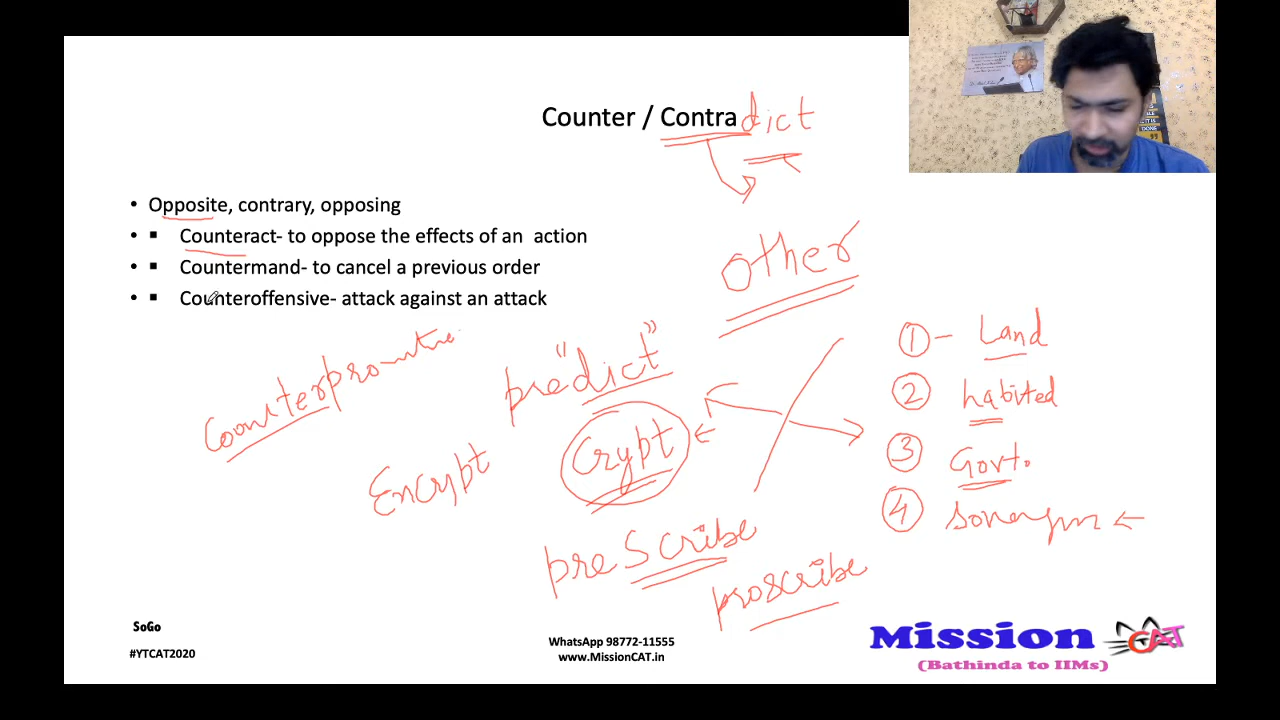 Counter / Contradict
• Opposite, contrary, opposing
• ▪ Counteract- to oppose the effects of an action
• ▪ Countermand- to cancel a previous order
• ▪ Counteroffensive- attack against an attack
Other
① - Land
② habited
③ Govt.
④
"
predict"
Crypt
Encrypt
preScribe
proscribe
SoGo
#YTCAT2020
WhatsApp 98772-11555
www.MissionCAT.in
Mission CAT
(Bathinda to IIMs)